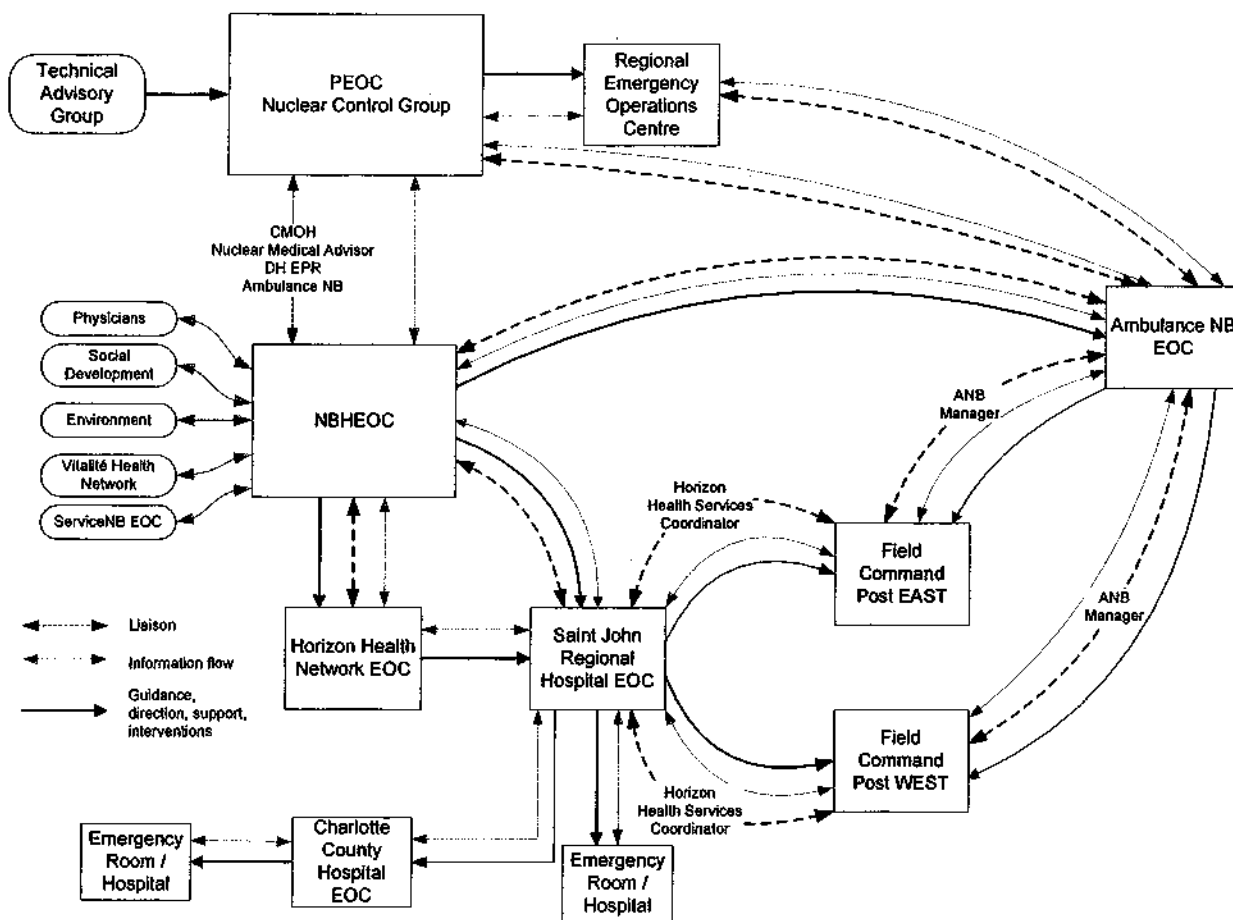 Technical
Advisory
Group
PEOC
Nuclear Control Group
Regional
Emergency
Operations
Centre
CMOH
Nuclear Medical Advisor
DH EPR
Ambulance NB
Physicians
Social
Development
Environment
Vitalité Health
Network
ServiceNB EOC
NBHEOC
Ambulance NB
EOC
ANB
Manager
Horizon
Health Services
Coordinator
Field
Command
Post EAST
ANB
Manager
Liaison
Information flow
Guidance,
direction, support,
interventions
Horizon Health
Network EOC
Saint John
Regional
Hospital EOC
Field
Command
Post WEST
Horizon
Health Services
Coordinator
Emergency
Room /
Hospital
Charlotte
County
Hospital
EOC
Emergency
Room /
Hospital